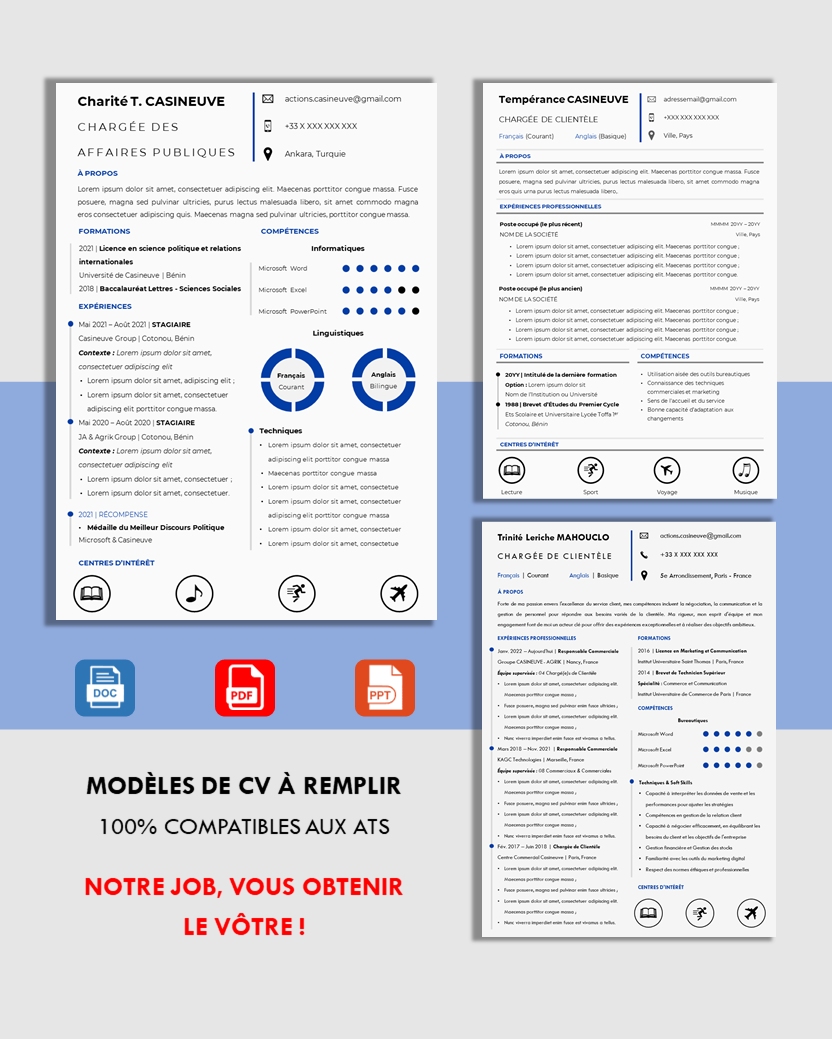 Charité T. CASINEUVE
CHARGÉE DES
AFFAIRES PUBLIQUES
actions.casineuve@gmail.com
+33 X XXX XXX XXX
Ankara, Turquie
À PROPOS
Lorem ipsum dolor sit amet, consectetuer adipiscing elit. Maecenas porttitor congue massa. Fusce
posuere, magna sed pulvinar ultricies, purus lectus malesuada libero, sit amet commodo magna
eros consectetuer adipiscing quis. Maecenas magna sed pulvinar ultricies, porttitor congue massa.
FORMATIONS
2021 | Licence en science politique et relations
internationales
Université de Casineuve | Bénin
2018 | Baccalauréat Lettres - Sciences Sociales
EXPÉRIENCES
Mai 2021 – Août 2021 | STAGIAIRE
Casineuve Group | Cotonou, Bénin
Contexte : Lorem ipsum dolor sit amet,
consectetuer adipiscing elit
• Lorem ipsum dolor sit amet, adipiscing elit ;
• Lorem ipsum dolor sit amet, consectetuer
adipiscing elit porttitor congue massa.
Mai 2020 – Août 2020 | STAGIAIRE
JA & Agrik Group | Cotonou, Bénin
Contexte : Lorem ipsum dolor sit amet,
consectetuer adipiscing elit
• Lorem ipsum dolor sit amet, consectetuer ;
• Lorem ipsum dolor sit amet, consectetuer.
2021 | RÉCOMPENSE
• Médaille du Meilleur Discours Politique
Microsoft & Casineuve
COMPÉTENCES
Informatiques
Microsoft Word
Microsoft Excel
Microsoft PowerPoint
Linguistiques
Français
Courant
Anglais
Bilingue
Techniques
• Lorem ipsum dolor sit amet, consectetuer
adipiscing elit porttitor congue massa
• Maecenas porttitor congue massa
• Lorem ipsum dolor sit amet, consectetue
• Lorem ipsum dolor sit amet, consectetuer
adipiscing elit porttitor congue massa
• Lorem ipsum dolor sit amet, consectetuer
• Lorem ipsum dolor sit amet, consectetue
CENTRES D'INTÉRÊT
Tempérance CASINEUVE
CHARGÉE DE CLIENTÈLE
Français (Courant) Anglais (Basique)
adressemail@gmail.com
+XXX XXX XXX XXX
Ville, Pays
À PROPOS
Lorem ipsum dolor sit amet, consectetuer adipiscing elit. Maecenas porttitor congue massa. Fusce
posuere, magna sed pulvinar ultricies, purus lectus malesuada libero, sit amet commodo magna
eros quis urna purus lectus malesuada libero,
EXPÉRIENCES PROFESSIONNELLES
Poste occupé (le plus récent) MMMM 20YY – 20YY
NOM DE LA SOCIÉTÉ Ville, Pays
• Lorem ipsum dolor sit amet, consectetuer adipiscing elit. Maecenas porttitor congue ;
• Lorem ipsum dolor sit amet, consectetuer adipiscing elit. Maecenas porttitor congue ;
• Lorem ipsum dolor sit amet, consectetuer adipiscing elit. Maecenas porttitor congue ;
• Lorem ipsum dolor sit amet, consectetuer adipiscing elit. Maecenas porttitor congue.
Poste occupé (le plus ancien) MMMM 20YY – 20YY
NOM DE LA SOCIÉTÉ Ville, Pays
• Lorem ipsum dolor sit amet, consectetuer adipiscing elit. Maecenas porttitor congue ;
• Lorem ipsum dolor sit amet, consectetuer adipiscing elit. Maecenas porttitor congue ;
• Lorem ipsum dolor sit amet, consectetuer adipiscing elit. Maecenas porttitor congue ;
• Lorem ipsum dolor sit amet, consectetuer adipiscing elit. Maecenas porttitor congue.
FORMATIONS
20YY | Intitulé de la dernière formation
Option : Lorem ipsum dolor sit
Nom de l'Institution ou Université
1988 | Brevet d'Études du Premier Cycle
Ets Scolaire et Universitaire Lycée Toffa 1er
Cotonou, Bénin
COMPÉTENCES
• Utilisation aisée des outils bureautiques
• Connaissance des techniques
commerciales et marketing
• Sens de l'accueil et du service
• Bonne capacité d'adaptation aux
changements
CENTRES D'INTÉRÊT
Lecture
Sport
Voyage
Musique
Trinité Leriche MAHOUCLO
CHARGÉE DE CLIENTÈLE
Français | Courant Anglais | Basique
actions.casineuve@gmail.com
+33 X XXX XXX XXX
5e Arrondissement, Paris - France
À PROPOS
Forte de ma passion envers l'excellence du service client, mes compétences incluent la négociation, la communication et la
gestion de personnel pour répondre aux besoins variés de la clientèle. Ma rigueur, mon esprit d'équipe et mon
engagement font de moi un acteur clé pour offrir des expériences exceptionnelles et à réaliser des objectifs ambitieux.
EXPÉRIENCES PROFESSIONNELLES
Janv. 2022 – Aujourd'hui | Responsable Commerciale
Groupe CASINEUVE - AGRIK | Nancy, France
Équipe supervisée : 04 Chargé(e)s de Clientèle
• Lorem ipsum dolor sit amet, consectetuer adipiscing elit.
Maecenas porttitor congue massa ;
• Fusce posuere, magna sed pulvinar enim fusce ultricies ;
• Lorem ipsum dolor sit amet, consectetuer adipiscing elit.
Maecenas porttitor congue massa ;
• Nunc viverra imperdiet enim fusce un vivamus a tellus.
Mars 2018 – Nov. 2021 | Responsable Commerciale
KAGC Technologies | Marseille, France
Équipe supervisée : 08 Commerciaux & Commerciales
• Lorem ipsum dolor sit amet, consectetuer adipiscing elit.
Maecenas porttitor congue massa ;
• Fusce posuere, magna sed pulvinar enim fusce ultricies ;
• Lorem ipsum dolor sit amet, consectetuer adipiscing elit.
Maecenas porttitor congue massa ;
• Nunc viverra imperdiet enim fusce un vivamus a tellus.
Fév. 2017 – Juin 2018 | Chargée de Clientèle
Centre Commercial Casineuve | Paris, France
• Lorem ipsum dolor sit amet, consectetuer adipiscing elit.
Maecenas porttitor congue massa ;
• Fusce posuere, magna sed pulvinar enim fusce ultricies ;
• Lorem ipsum dolor sit amet, consectetuer adipiscing elit.
Maecenas porttitor congue massa ;
• Nunc viverra imperdiet enim fusce un vivamus a tellus.
FORMATIONS
2016 | Licence en Marketing et Communication
Institut Universitaire Saint Thomas | Paris, France
2014 | Brevet de Technicien Supérieur
Spécialité : Commerce et Communication
Institut Universitaire de Commerce de Paris | France
COMPÉTENCES
Bureautiques
Microsoft Word
Microsoft Excel
Microsoft PowerPoint
Techniques & Soft Skills
• Capacité à interpréter les données de vente et les
performances pour ajuster les stratégies
• Compétences en gestion de la relation client
• Capacité à négocier efficacement, en équilibrant les
besoins du client et les objectifs de l'entreprise
• Gestion financière et Gestion des stocks
• Familiarité avec les outils du marketing digital
• Respect des normes éthiques et professionnelles
CENTRES D'INTÉRÊT
DOC
PDF
PPT
MODÈLES DE CV À REMPLIR
100% COMPATIBLES AUX ATS
NOTRE JOB, VOUS OBTENIR
LE VÔTRE !